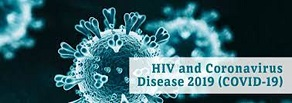 HIV and Coronavirus
Disease 2019 (COVID-19)